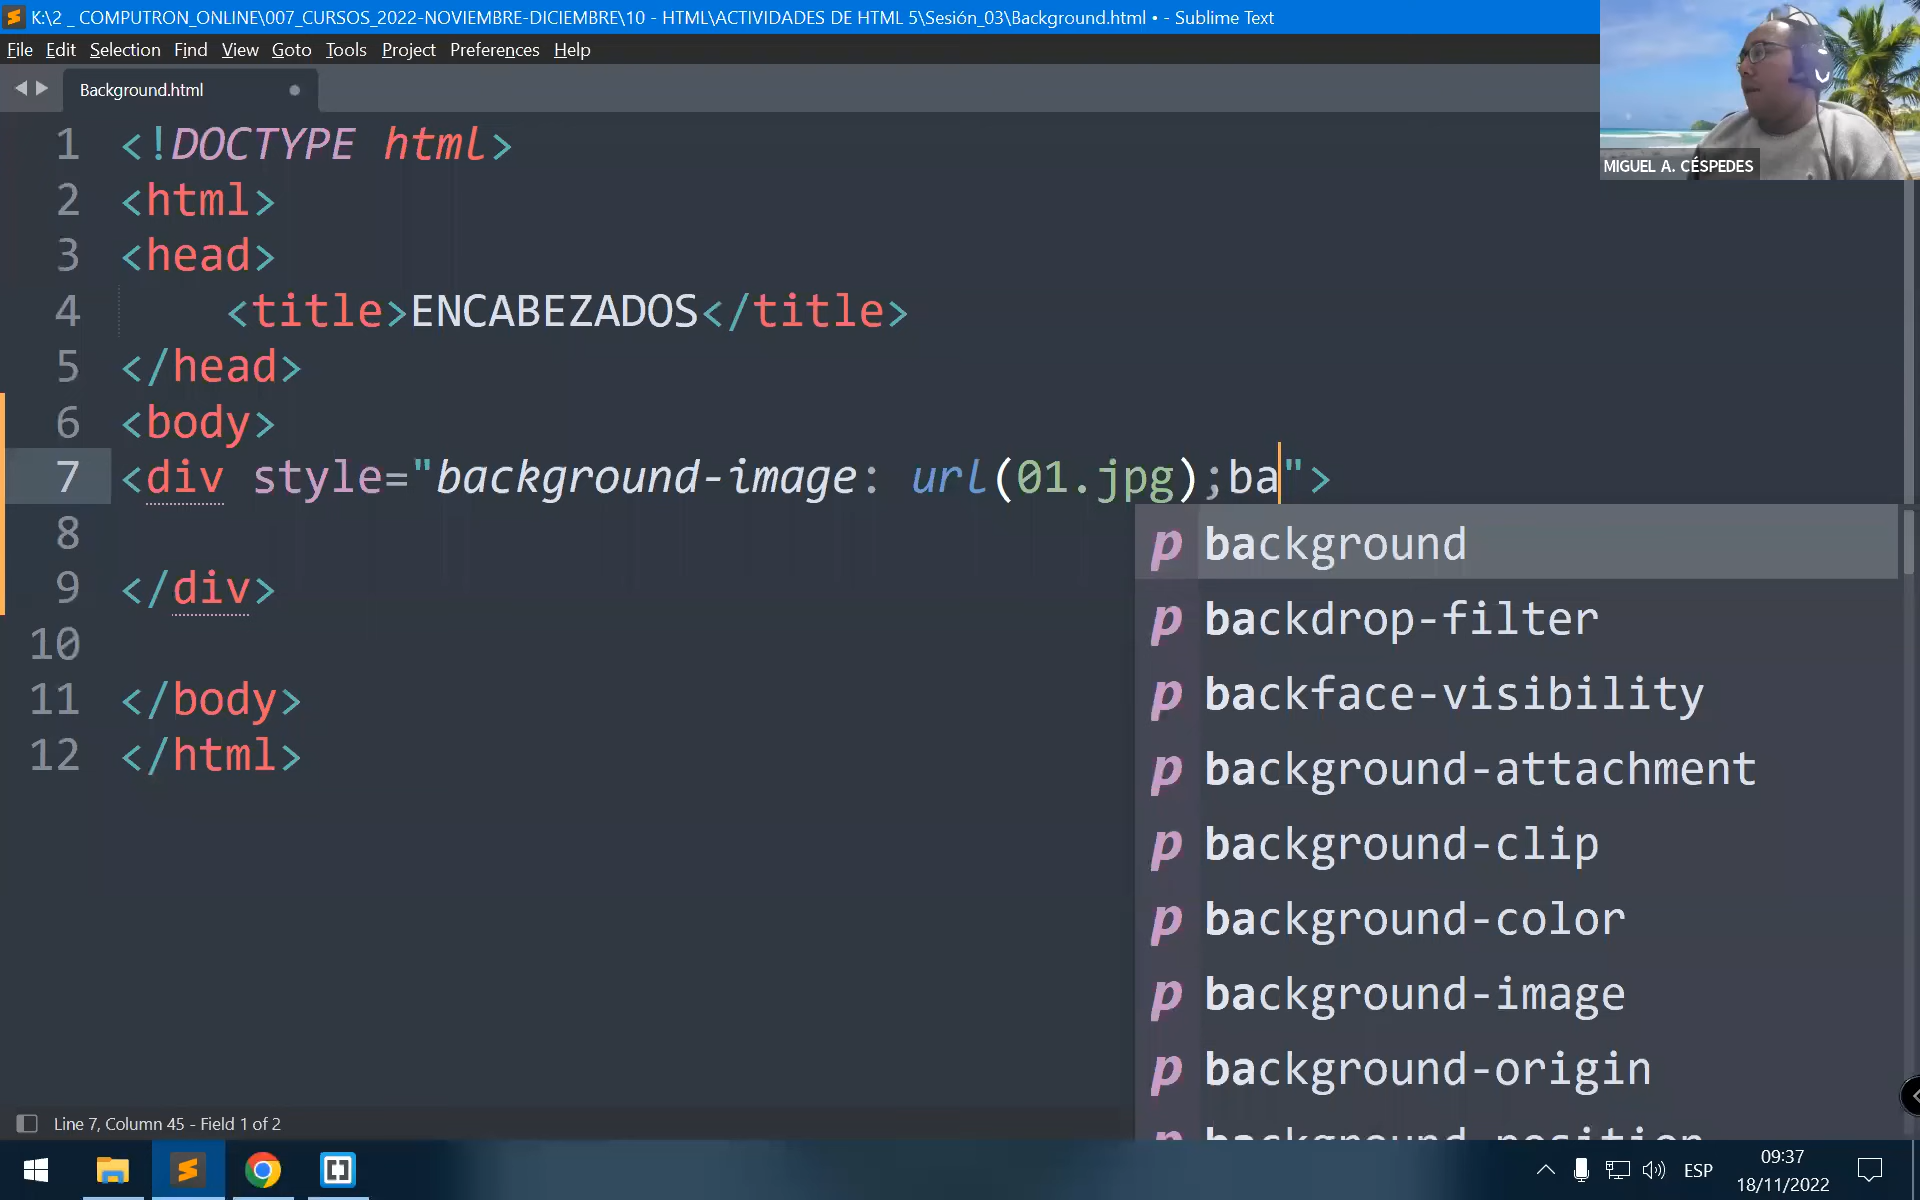 K:\2 _ COMPUTRON_ONLINE\007_CURSOS_2022-NOVIEMBRE-DICIEMBRE\10 - HTML\ACTIVIDADES DE HTML 5\Sesión_03\Background.html • - Sublime Text
File Edit Selection Find View Goto Tools Project Preferences Help
MIGUEL A. CÉSPEDES
Background.html
1 <!DOCTYPE html>
2 <html>
3 <head>
4 <title>ENCABEZADOS</title>
5 </head>
6 <body>
7 <div style="background-image: url(01.jpg);ba">
8
9 </div>
10
11 </body>
12 </html>
p background
p backdrop-filter
p backface-visibility
p background-attachment
p background-clip
p background-color
p background-image
p background-origin
p background-position
Line 7, Column 45 - Field 1 of 2
ESP
09:37
18/11/2022